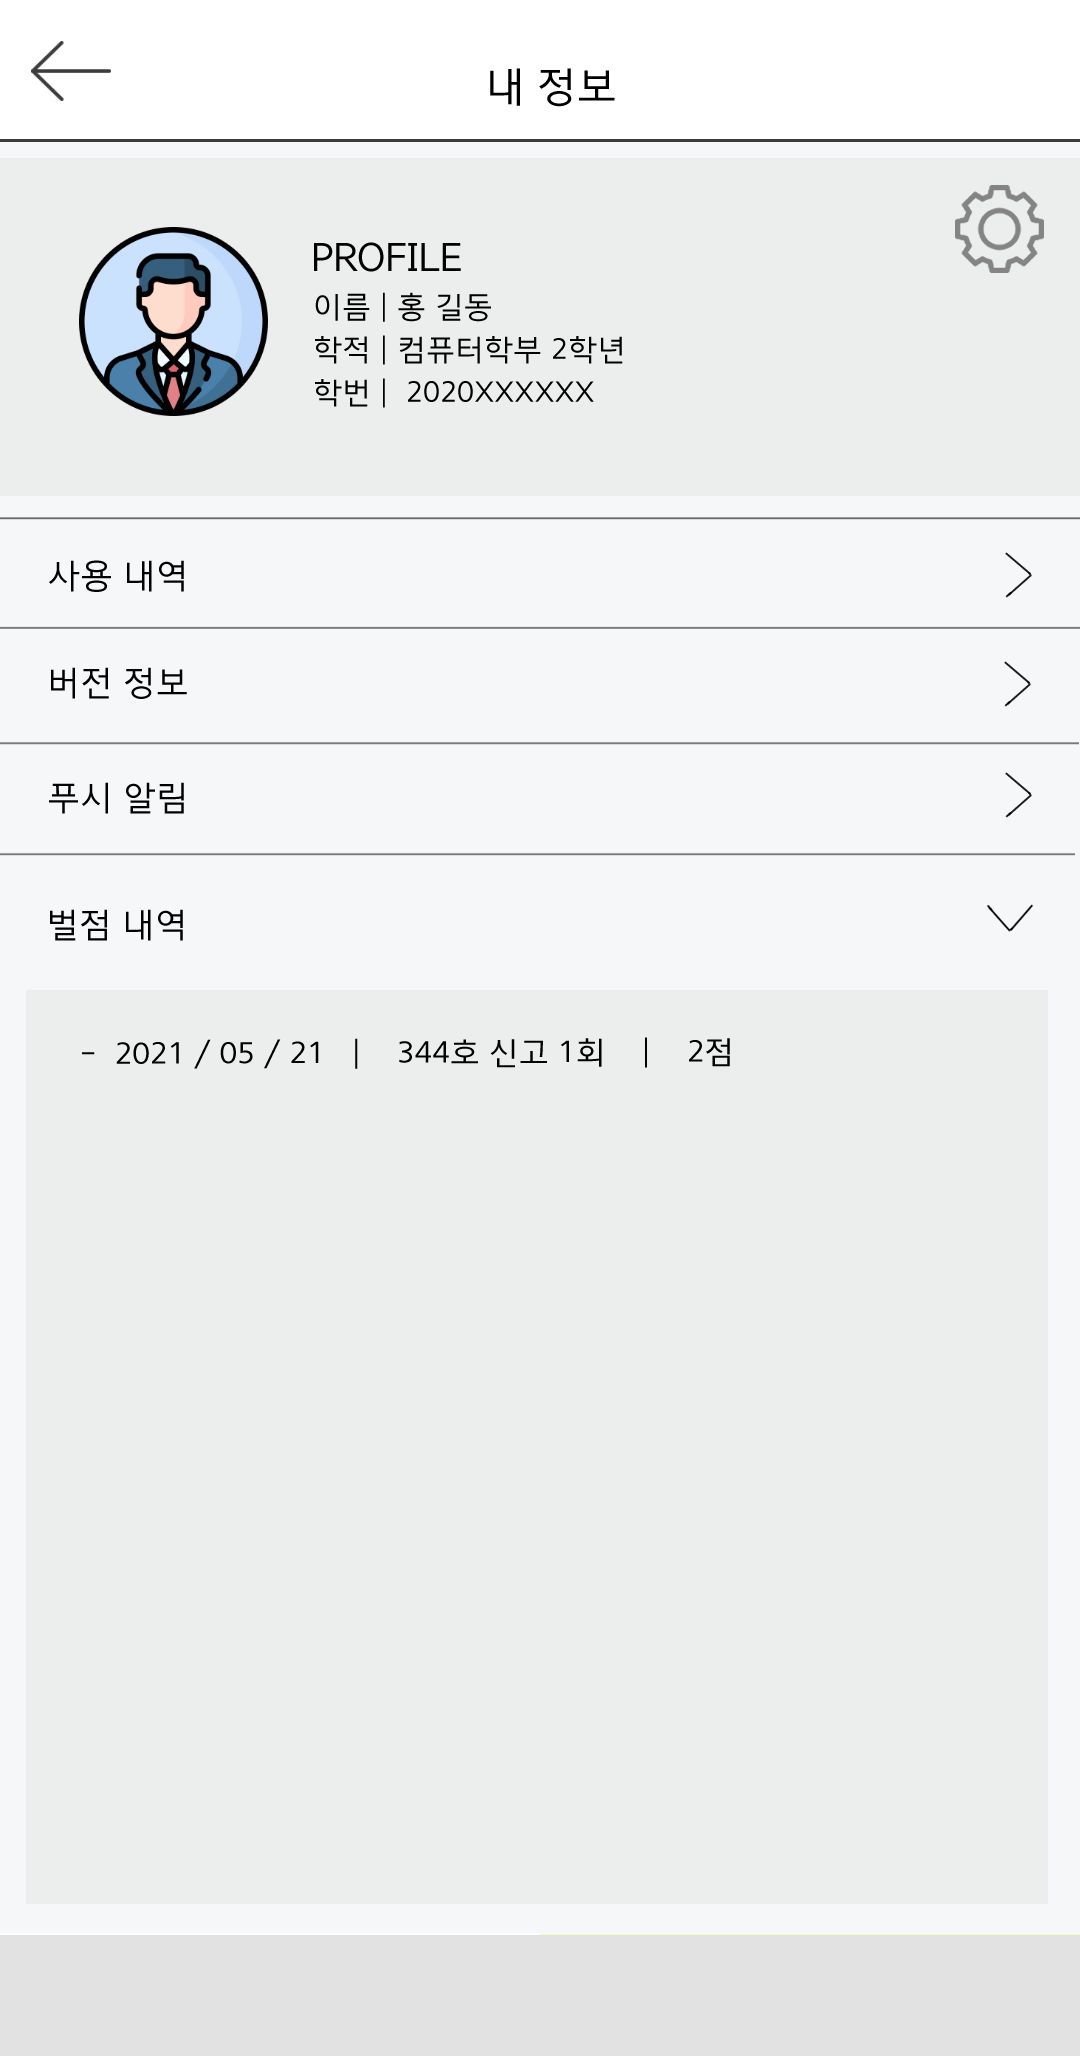 내 정보
PROFILE
이름 | 홍 길동
학적 | 컴퓨터학부 2학년
학번 | 2020XXXXXX
사용 내역
버전 정보
푸시 알림
벌점 내역
- 2021 / 05 / 21 | 344호 신고 1회 | 2점